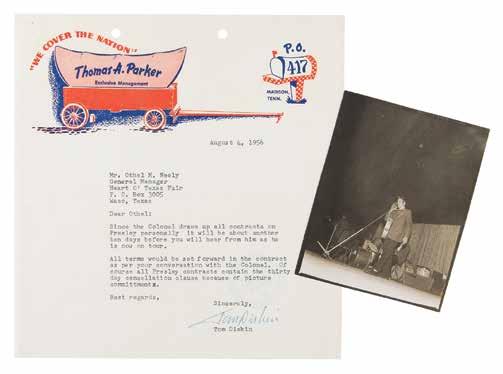 "WE COVER THE NATION"
Thomas A. Parker
Exclusive Management
P.O.
417
MADISON,
TENN.
August 4, 1956
Mr. Othel M. Neely
General Manager
Heart O' Texas Fair
P. O. Box 3005
Waco, Texas
Dear Othel:
Since the Colonel draws up all contracts on
Presley personally it will be about another
ten days before you will hear from him as he
is now on tour.
All terms would be set forward in the contract
as per your conversation with the Colonel. Of
course all Presley contracts contain the thirty
day cancellation clause because of picture
committments.
Best regards,
Sincerely,
Tom Diskin
Tom Diskin